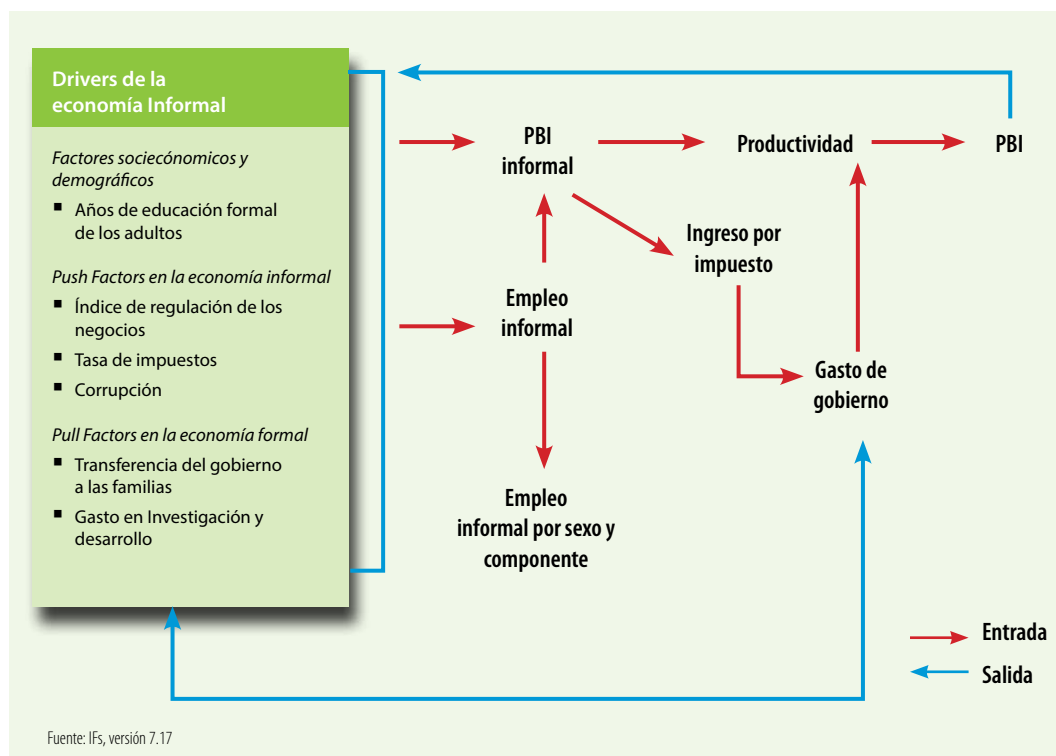 Drivers de la
economía Informal
Factores socioecónomicos y
demográficos
■ Años de educación formal
de los adultos
Push Factors en la economía informal
■ Índice de regulación de los
negocios
■ Tasa de impuestos
■ Corrupción
Pull Factors en la economía formal
■ Transferencia del gobierno
a las familias
■ Gasto en Investigación y
desarrollo
PBI
informal
Productividad
PBI
Ingreso por
impuesto
Empleo
informal
Gasto de
gobierno
Empleo
informal por sexo y
componente
Entrada
Salida
Fuente: IFs, versión 7.17